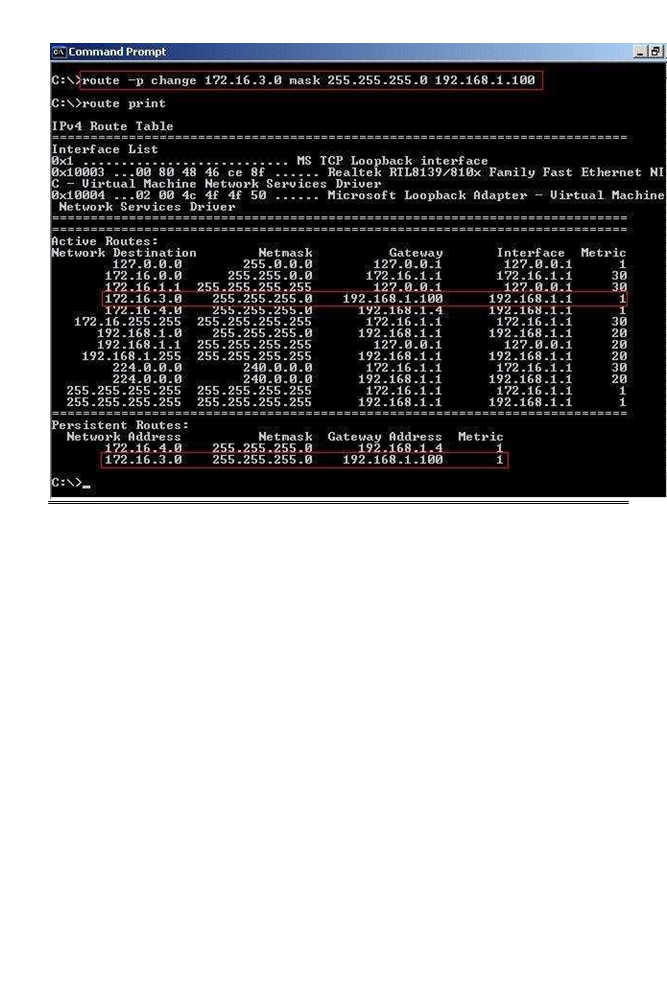 Command Prompt
C:\>route -p change 172.16.3.0 mask 255.255.255.0 192.168.1.100
C:\>route print
IPv4 Route Table
===========================================================================
Interface List
0x1 ........................... MS TCP Loopback interface
0x10003 ...00 80 48 46 ce 8f ...... Realtek RTL8139/810x Family Fast Ethernet NI
C - Virtual Machine Network Services Driver
0x10004 ...02 00 4c 4f 4f 50 ...... Microsoft Loopback Adapter - Virtual Machine
 Network Services Driver
===========================================================================
===========================================================================
Active Routes:
Network Destination        Netmask          Gateway       Interface  Metric
127.0.0.0        255.0.0.0        127.0.0.1       127.0.0.1      1
172.16.0.0      255.255.0.0       172.16.1.1      172.16.1.1     30
172.16.1.1  255.255.255.255        127.0.0.1       127.0.0.1     30
172.16.3.0    255.255.255.0    192.168.1.100     192.168.1.1      1
172.16.4.0    255.255.255.0      192.168.1.4     192.168.1.1      1
172.16.255.255  255.255.255.255       172.16.1.1      172.16.1.1     30
192.168.1.0    255.255.255.0      192.168.1.1     192.168.1.1     20
192.168.1.1  255.255.255.255        127.0.0.1       127.0.0.1     20
192.168.1.255  255.255.255.255      192.168.1.1     192.168.1.1     20
224.0.0.0        240.0.0.0       172.16.1.1      172.16.1.1     30
224.0.0.0        240.0.0.0      192.168.1.1     192.168.1.1     20
255.255.255.255  255.255.255.255       172.16.1.1      172.16.1.1      1
255.255.255.255  255.255.255.255      192.168.1.1     192.168.1.1      1
===========================================================================
Persistent Routes:
Network Address          Netmask  Gateway Address  Metric
172.16.4.0    255.255.255.0      192.168.1.4       1
172.16.3.0    255.255.255.0    192.168.1.100       1
C:\>_